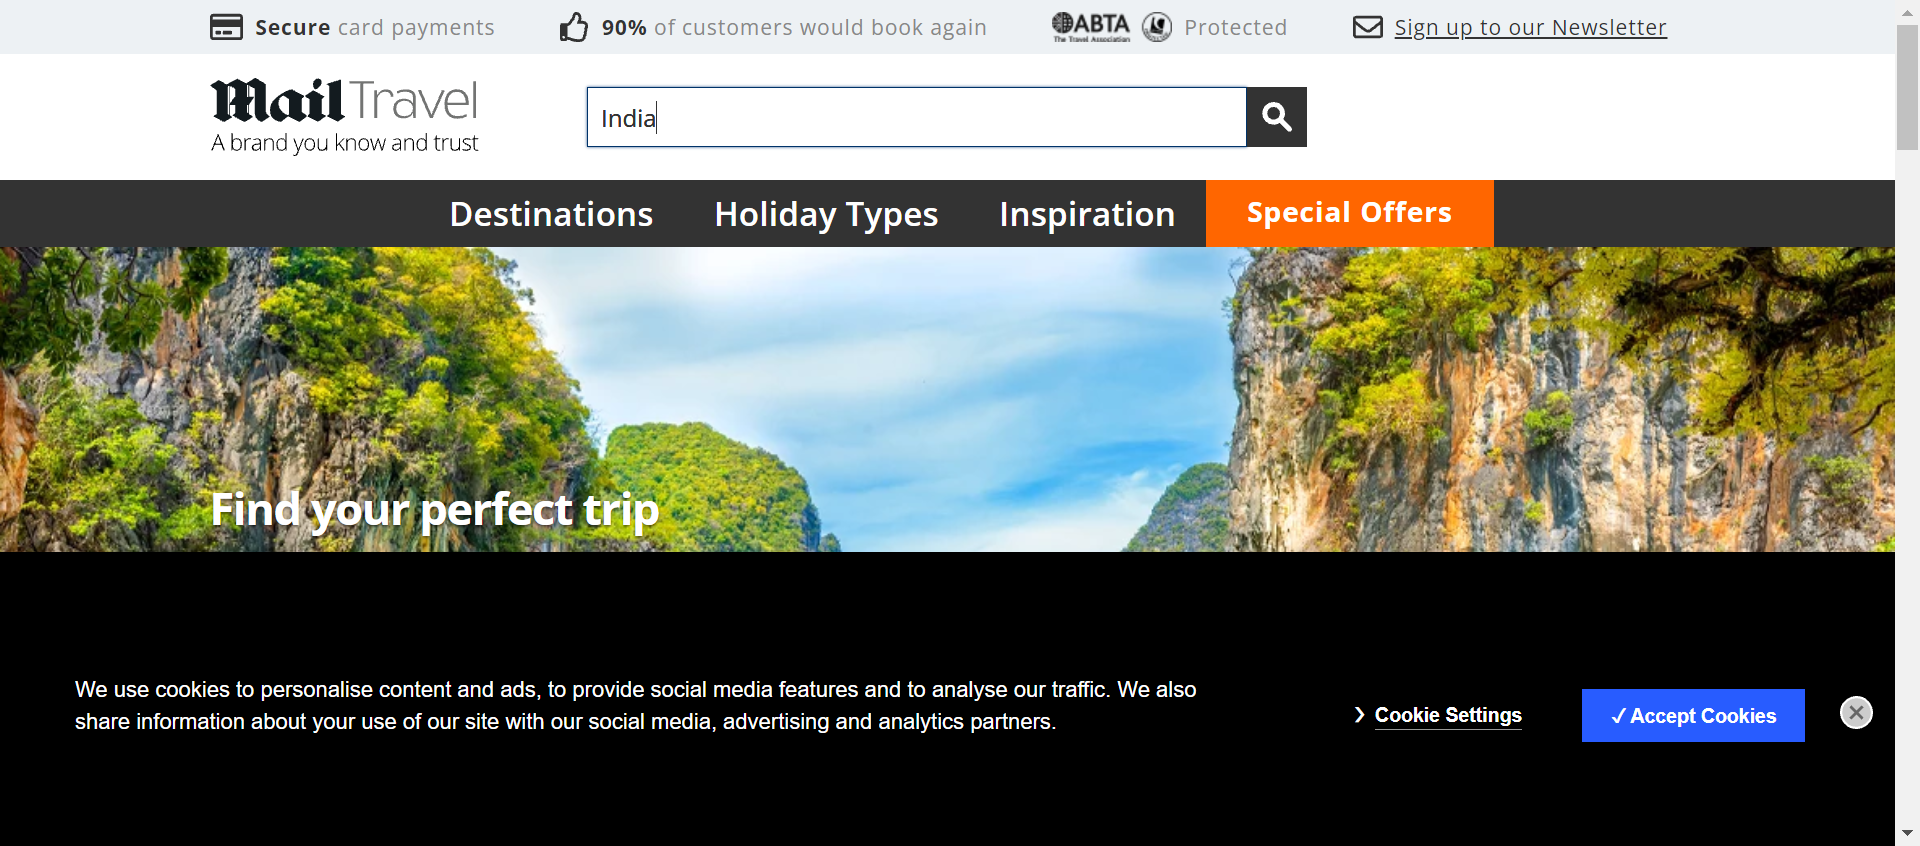 Secure card payments
90% of customers would book again
ABTA
The Travel Association
Protected
Sign up to our Newsletter
Mail Travel
A brand you know and trust
India
Destinations
Holiday Types
Inspiration
Special Offers
Find your perfect trip
We use cookies to personalise content and ads, to provide social media features and to analyse our traffic. We also
share information about your use of our site with our social media, advertising and analytics partners.
Cookie Settings
✓ Accept Cookies